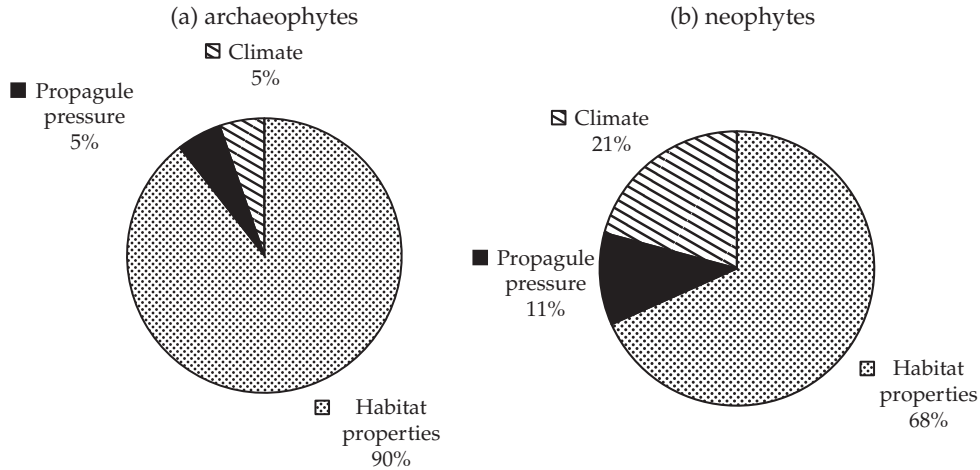 (a) archaeophytes
Climate
5%
Propagule
pressure
5%
Habitat
properties
90%
(b) neophytes
Climate
21%
Propagule
pressure
11%
Habitat
properties
68%